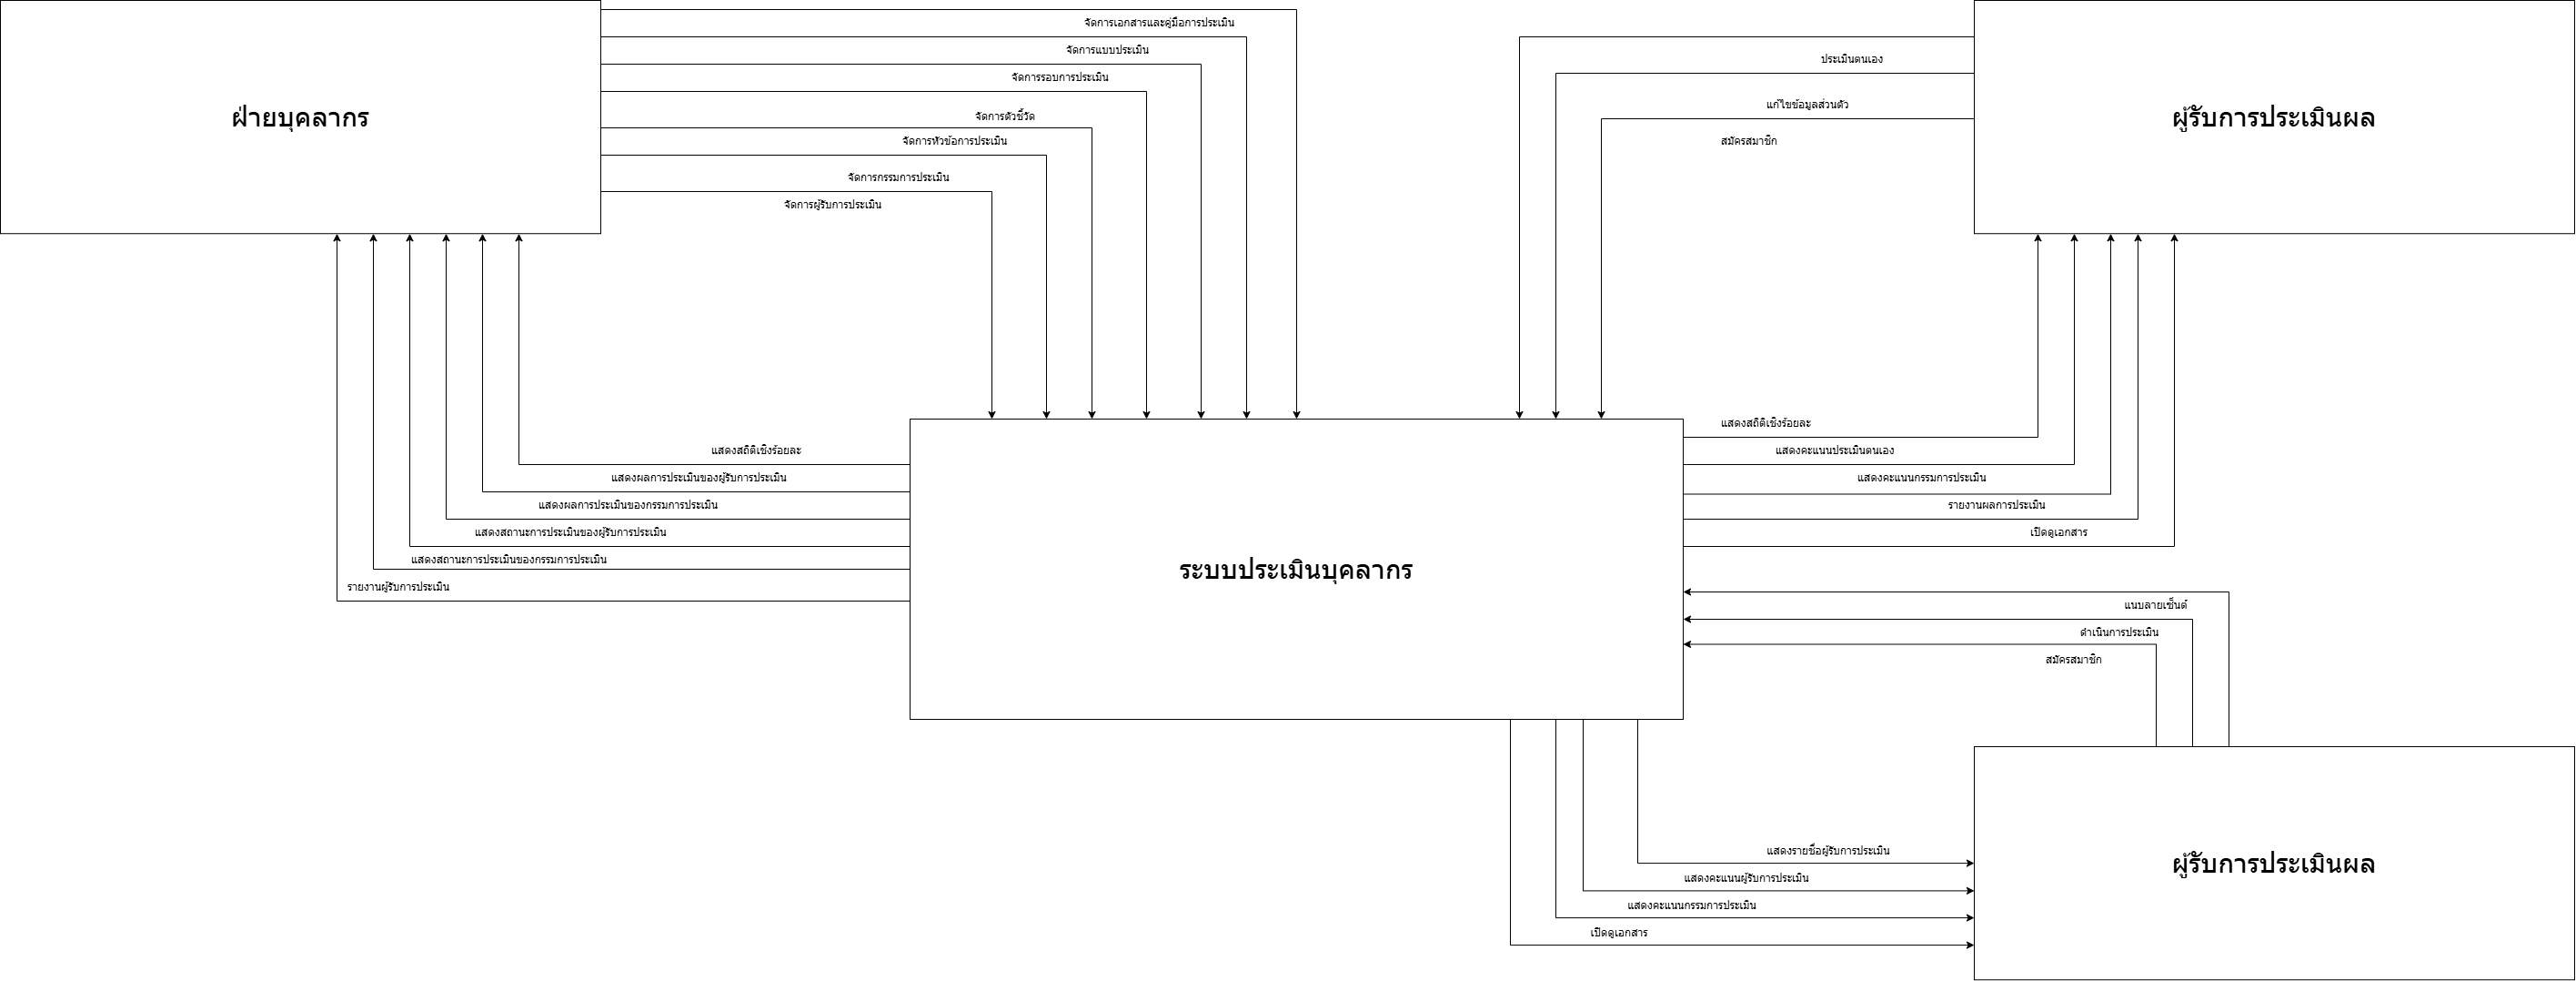 ฝ่ายบุคลากร
จัดการเอกสารและคู่มือการประเมิน
จัดการแบบประเมิน
จัดการรอบการประเมิน
จัดการตัวชี้วัด
จัดการหัวข้อการประเมิน
จัดการกรรมการประเมิน
จัดการผู้รับการประเมิน
ผู้รับการประเมินผล
ประเมินตนเอง
แก้ไขข้อมูลส่วนตัว
สมัครสมาชิก
แสดงสถิติเชิงร้อยละ
แสดงผลการประเมินของผู้รับการประเมิน
แสดงผลการประเมินของกรรมการประเมิน
แสดงสถานะการประเมินของผู้รับการประเมิน
แสดงสถานะการประเมินของกรรมการประเมิน
รายงานผู้รับการประเมิน
ระบบประเมินบุคลากร
แสดงสถิติเชิงร้อยละ
แสดงคะแนนประเมินตนเอง
แสดงคะแนนกรรมการประเมิน
รายงานผลการประเมิน
เปิดดูเอกสาร
แนบลายเซ็นต์
ดำเนินการประเมิน
สมัครสมาชิก
แสดงรายชื่อผู้รับการประเมิน
แสดงคะแนนผู้รับการประเมิน
แสดงคะแนนกรรมการประเมิน
เปิดดูเอกสาร
ผู้รับการประเมินผล